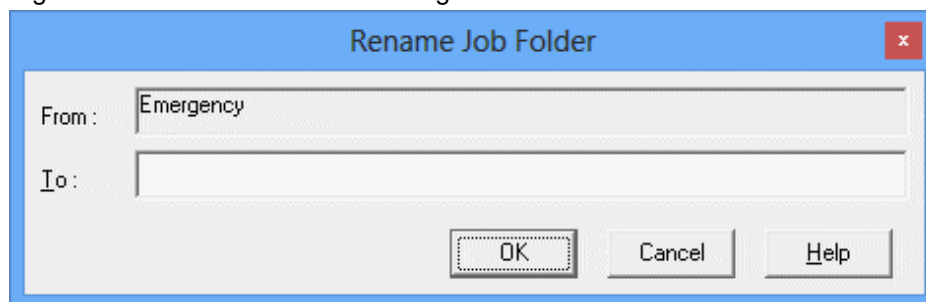 Rename Job Folder
x
From :
Emergency
To :
OK Cancel Help